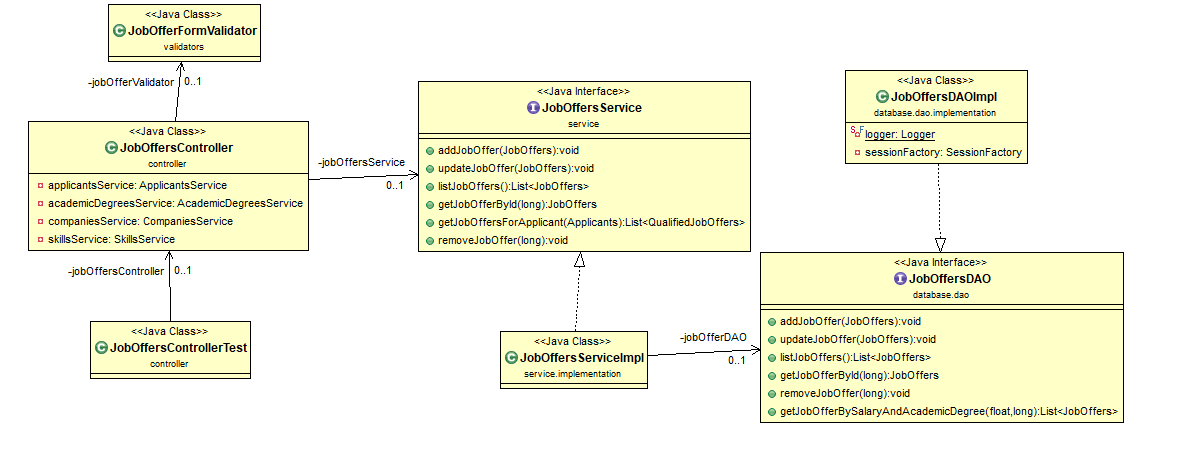 <<Java Class>>
JobOfferFormValidator
validators
-jobOfferValidator 0..1
<<Java Class>>
JobOffersController
controller
applicantsService: ApplicantsService
academicDegreesService: AcademicDegreesService
companiesService: CompaniesService
skillsService: SkillsService
-jobOffersController 0..1
<<Java Class>>
JobOffersControllerTest
controller
-jobOffersService
0..1
<<Java Interface>>
JobOffersService
service
addJobOffer(JobOffers):void
updateJobOffer(JobOffers):void
listJobOffers():List<JobOffers>
getJobOfferById(long):JobOffers
getJobOffersForApplicant(Applicants):List<QualifiedJobOffers>
removeJobOffer(long):void
<<Java Class>>
JobOffersServiceImpl
service.implementation
-jobOfferDAO
0..1
<<Java Class>>
JobOffersDAOImpl
database.dao.implementation
logger: Logger
sessionFactory: SessionFactory
<<Java Interface>>
JobOffersDAO
database.dao
addJobOffer(JobOffers):void
updateJobOffer(JobOffers):void
listJobOffers():List<JobOffers>
getJobOfferById(long):JobOffers
removeJobOffer(long):void
getJobOfferBySalaryAndAcademicDegree(float,long):List<JobOffers>